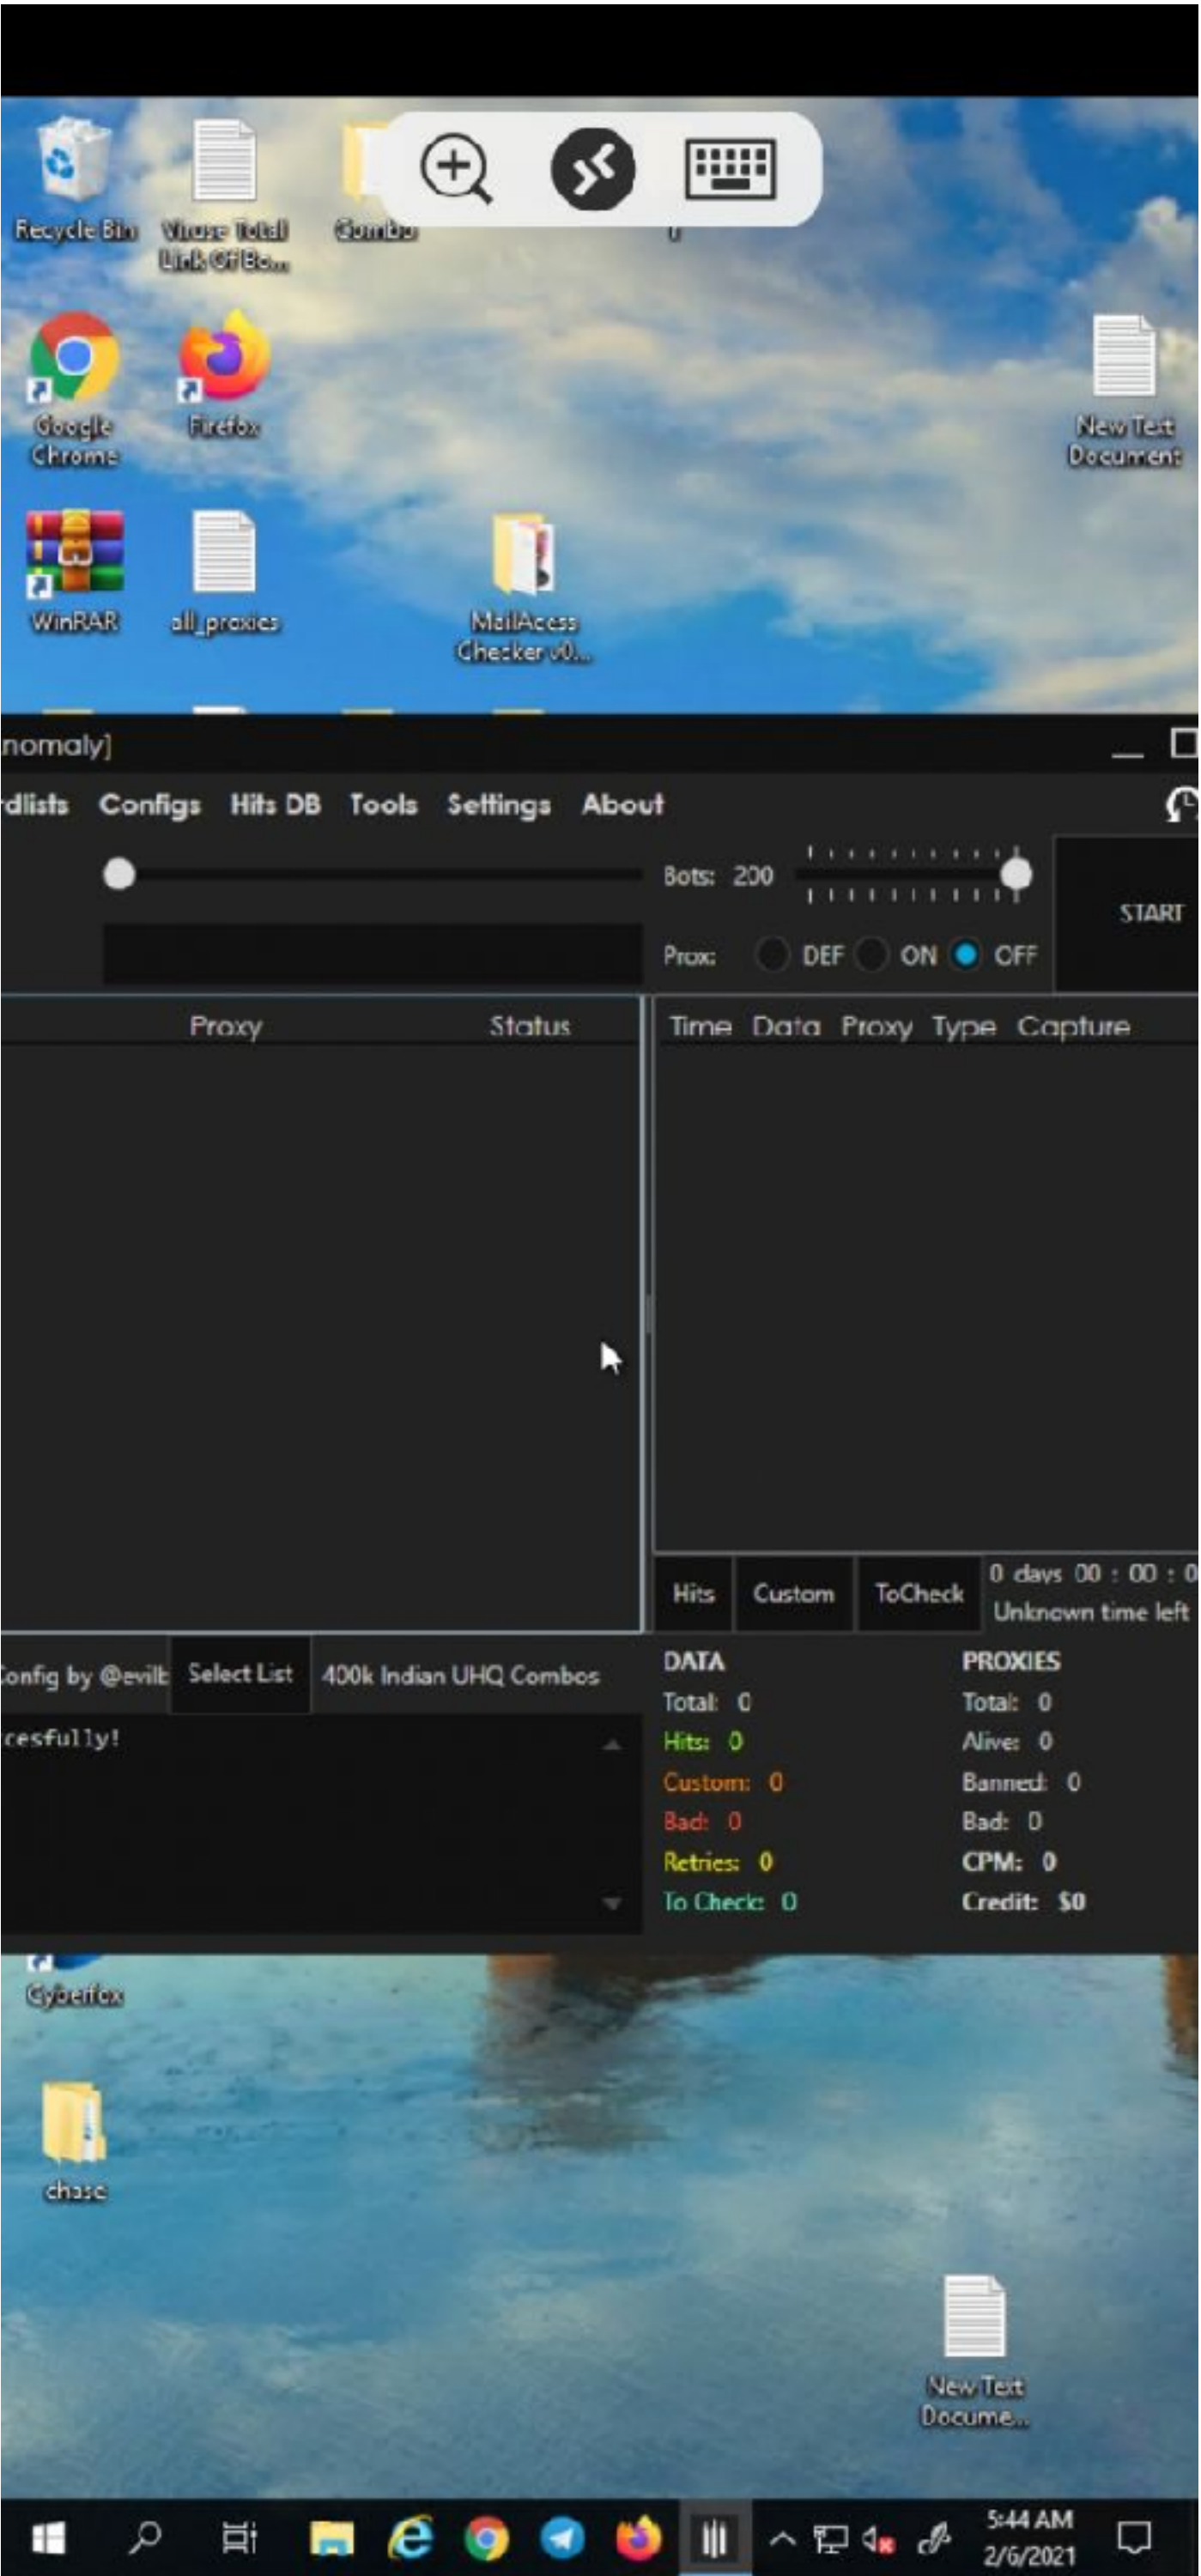 Recycle Bin
Viruse Total
Link Of Bo...
Combo
Google
Chrome
Firefox
New Text
Document
WinRAR
all_proxies
MailAcess
Checker v0...
nomaly]
rdlists Configs Hits DB Tools Settings About
Bots: 200
START
Prox: DEF ON OFF
Proxy Status
Time Data Proxy Type Capture
Hits Custom ToCheck
0 days 00 : 00 : 0
Unknown time left
Config by @evilb Select List 400k Indian UHQ Combos
ccesfully!
DATA
Total: 0
Hits: 0
Custom: 0
Bad: 0
Retries: 0
To Check: 0
PROXIES
Total: 0
Alive: 0
Banned: 0
Bad: 0
CPM: 0
Credit: $0
Cyberfox
chase
New Text
Docume...
5:44 AM
2/6/2021